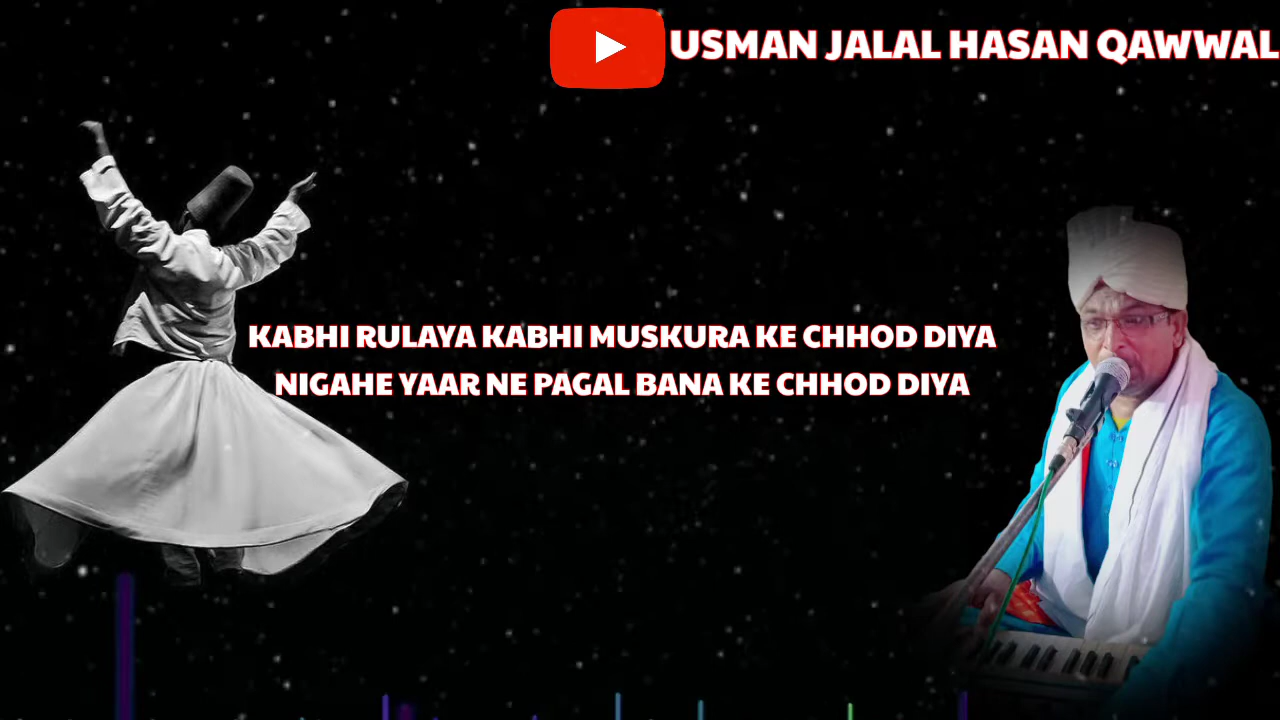 USMAN JALAL HASAN QAWWAL
KABHI RULAYA KABHI MUSKURA KE CHHOD DIYA
NIGAHE YAAR NE PAGAL BANA KE CHHOD DIYA